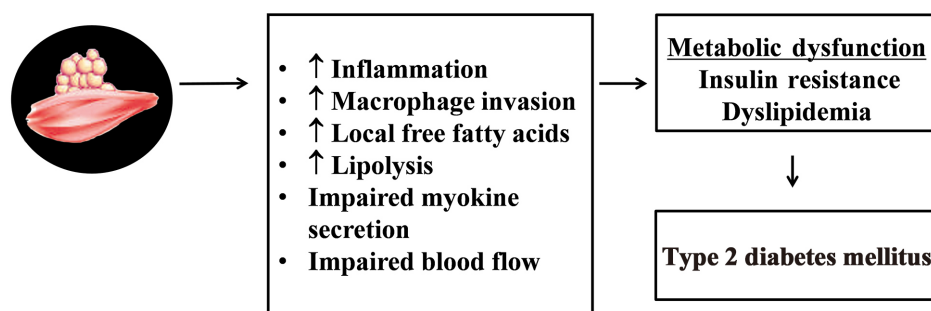 • ↑ Inflammation
• ↑ Macrophage invasion
• ↑ Local free fatty acids
• ↑ Lipolysis
• Impaired myokine
secretion
• Impaired blood flow
Metabolic dysfunction
Insulin resistance
Dyslipidemia
Type 2 diabetes mellitus